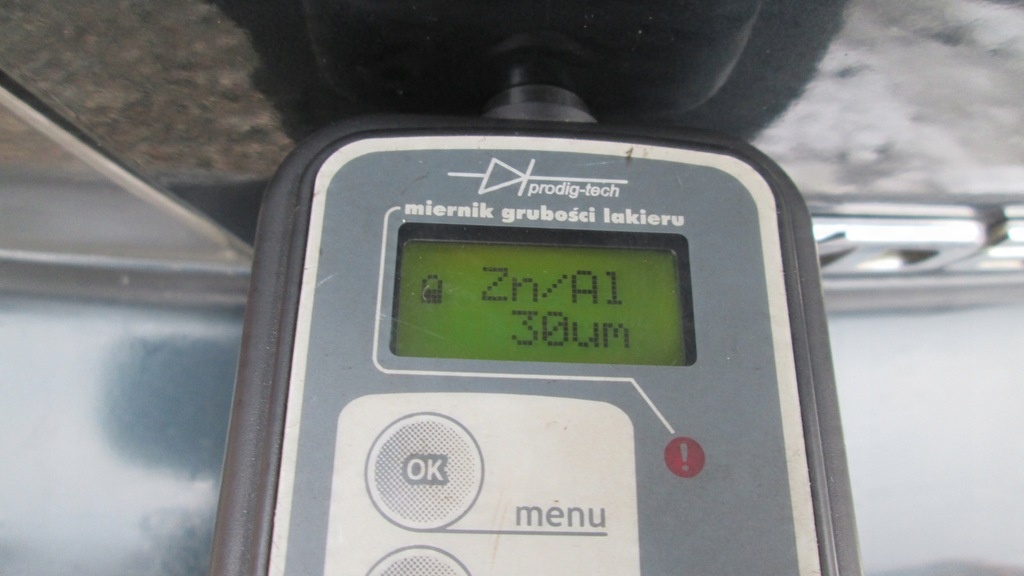 prodig-tech
miernik grubości lakieru
Zn/Al
30um
!
OK
menu